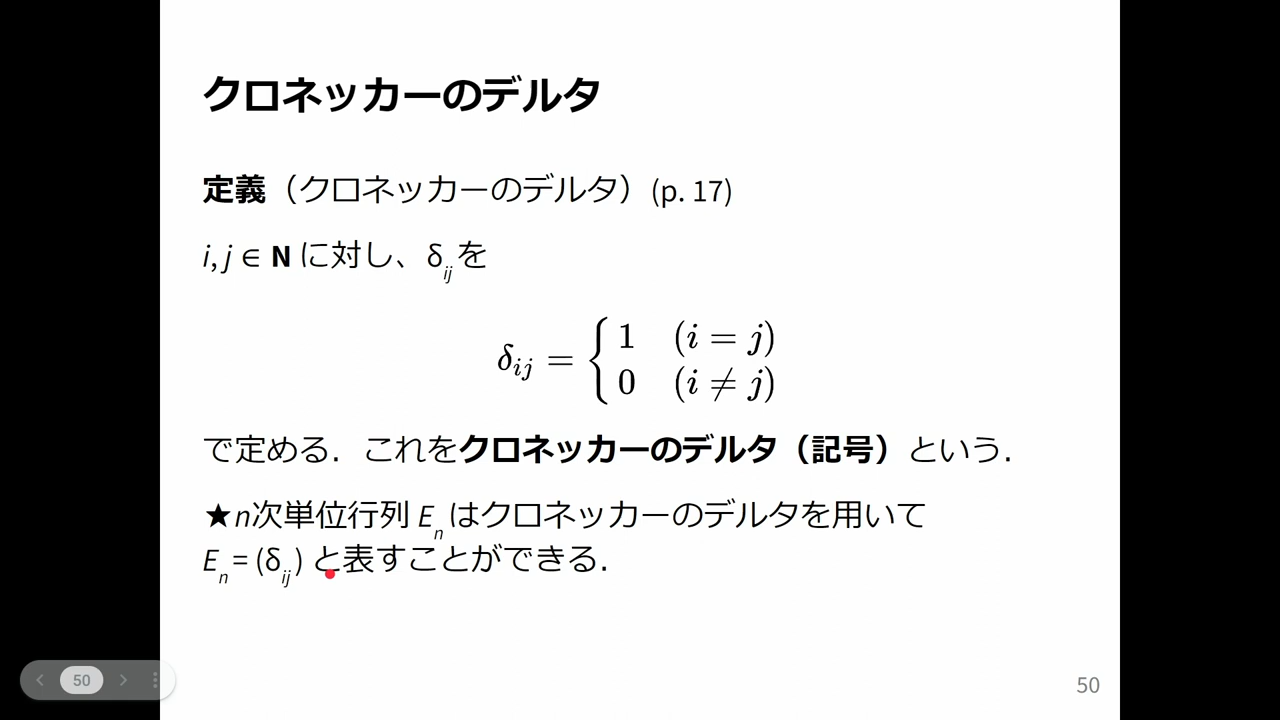 クロネッカーのデルタ
定義（クロネッカーのデルタ）(p. 17)
i, j ∈ N に対し、δij を
δij = { 1 (i = j)
0 (i ≠ j)
で定める．これをクロネッカーのデルタ（記号）という．
★n次単位行列 En はクロネッカーのデルタを用いて
En = (δij ) と表すことができる．
50
50